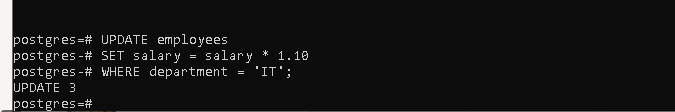 postgres=# UPDATE employees
postgres-# SET salary = salary * 1.10
postgres-# WHERE department = 'IT';
UPDATE 3
postgres=#